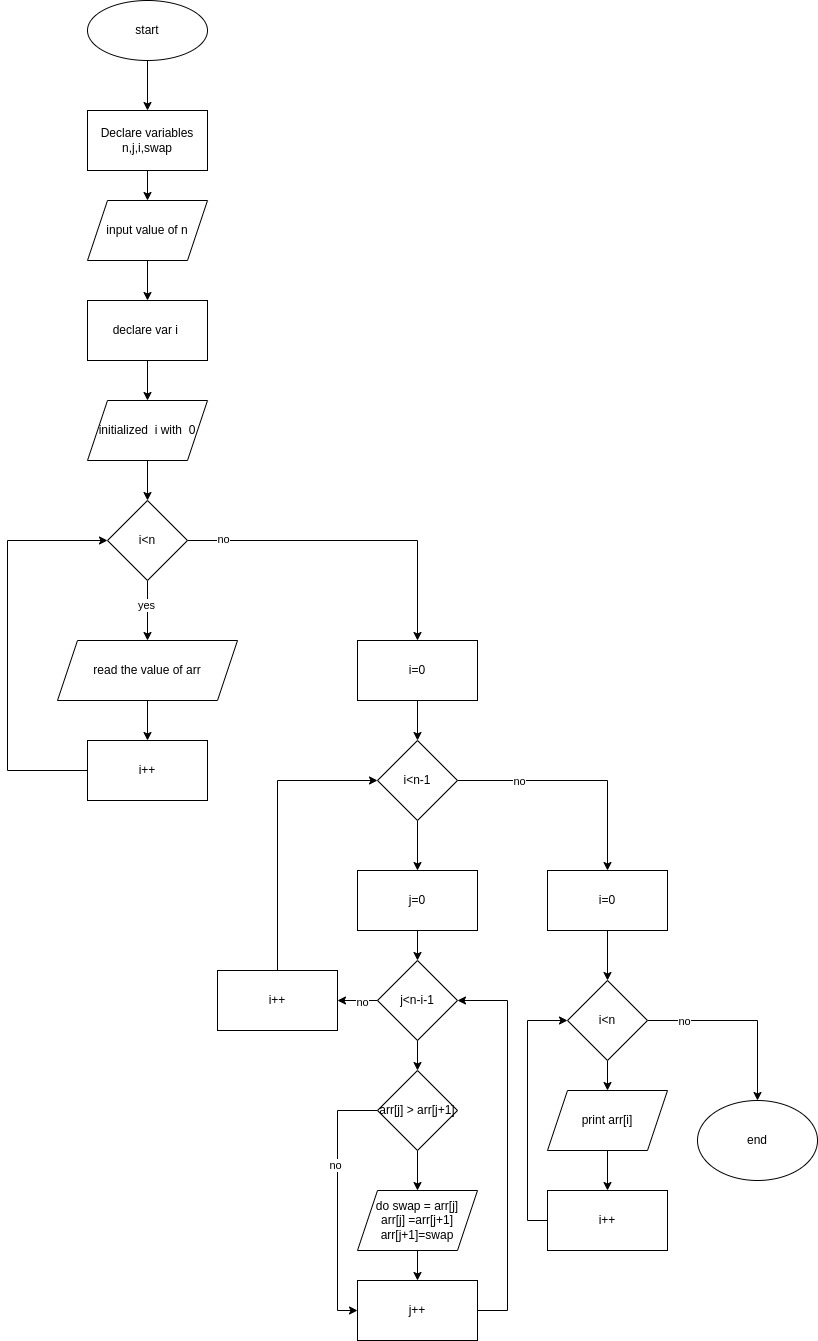 start
Declare variables
n,j,i,swap
input value of n
declare var i
initialized i with 0
i<n
no
yes
read the value of arr
i++
i=0
i<n-1
no
j=0
i=0
j<n-i-1
no
i++
i<n
no
arr[j] > arr[j+1]
no
print arr[i]
end
do swap = arr[j]
arr[j] =arr[j+1]
arr[j+1]=swap
i++
j++